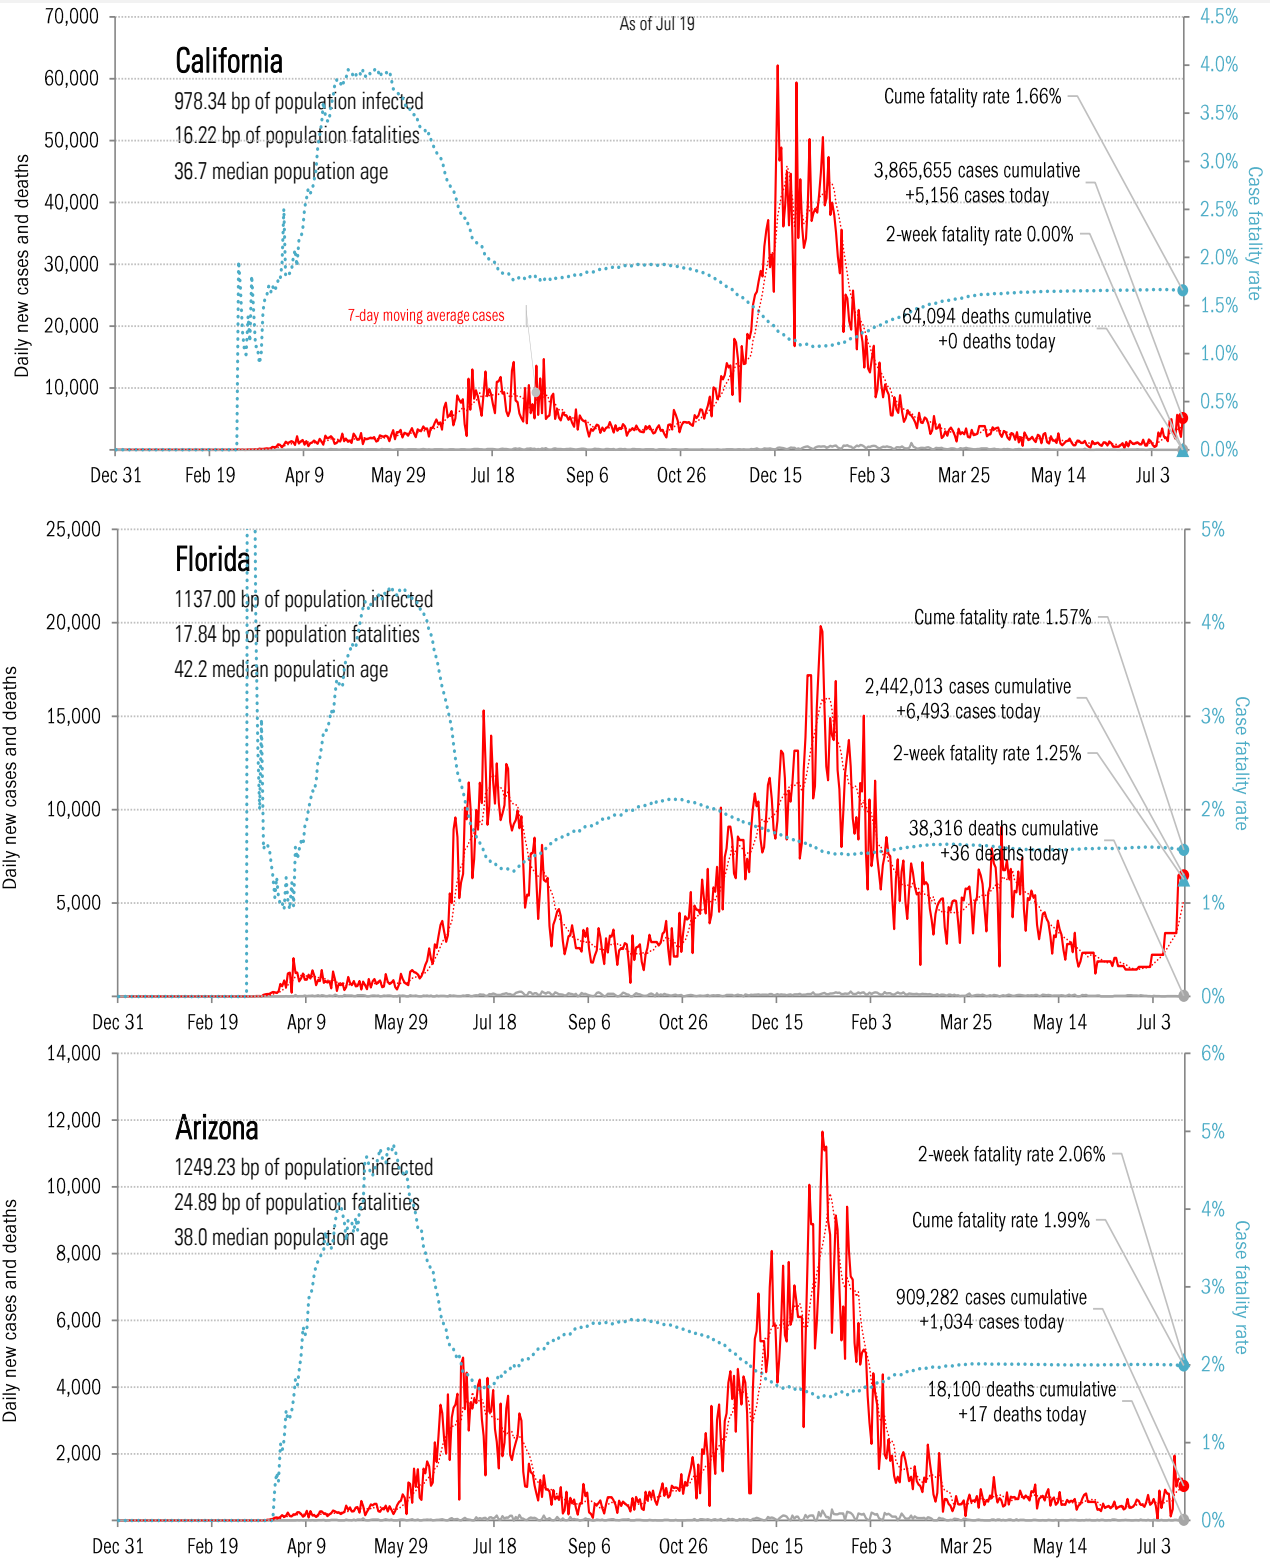 As of Jul 19
70,000
60,000
50,000
40,000
30,000
20,000
10,000
Daily new cases and deaths
California
978.34 bp of population infected
16.22 bp of population fatalities
36.7 median population age
7-day moving average cases
Cume fatality rate 1.66%
3,865,655 cases cumulative
+5,156 cases today
2-week fatality rate 0.00%
64,094 deaths cumulative
+0 deaths today
4.5%
4.0%
3.5%
3.0%
2.5%
2.0%
1.5%
1.0%
0.5%
0.0%
Case fatality rate
Dec 31 Feb 19 Apr 9 May 29 Jul 18 Sep 6 Oct 26 Dec 15 Feb 3 Mar 25 May 14 Jul 3
25,000
20,000
15,000
10,000
5,000
Daily new cases and deaths
Florida
1137.00 bp of population infected
17.84 bp of population fatalities
42.2 median population age
Cume fatality rate 1.57%
2,442,013 cases cumulative
+6,493 cases today
2-week fatality rate 1.25%
38,316 deaths cumulative
+36 deaths today
5%
4%
3%
2%
1%
0%
Case fatality rate
Dec 31 Feb 19 Apr 9 May 29 Jul 18 Sep 6 Oct 26 Dec 15 Feb 3 Mar 25 May 14 Jul 3
14,000
12,000
10,000
8,000
6,000
4,000
2,000
Daily new cases and deaths
Arizona
1249.23 bp of population infected
24.89 bp of population fatalities
38.0 median population age
2-week fatality rate 2.06%
Cume fatality rate 1.99%
909,282 cases cumulative
+1,034 cases today
18,100 deaths cumulative
+17 deaths today
6%
5%
4%
3%
2%
1%
0%
Case fatality rate
Dec 31 Feb 19 Apr 9 May 29 Jul 18 Sep 6 Oct 26 Dec 15 Feb 3 Mar 25 May 14 Jul 3